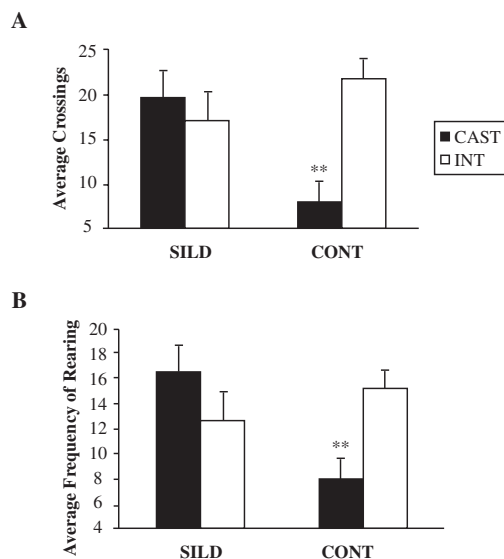 A
Average Crossings
25
20
15
10
5
**
SILD CONT
CAST
INT
B
Average Frequency of Rearing
20
18
16
14
12
10
8
6
4
**
SILD CONT